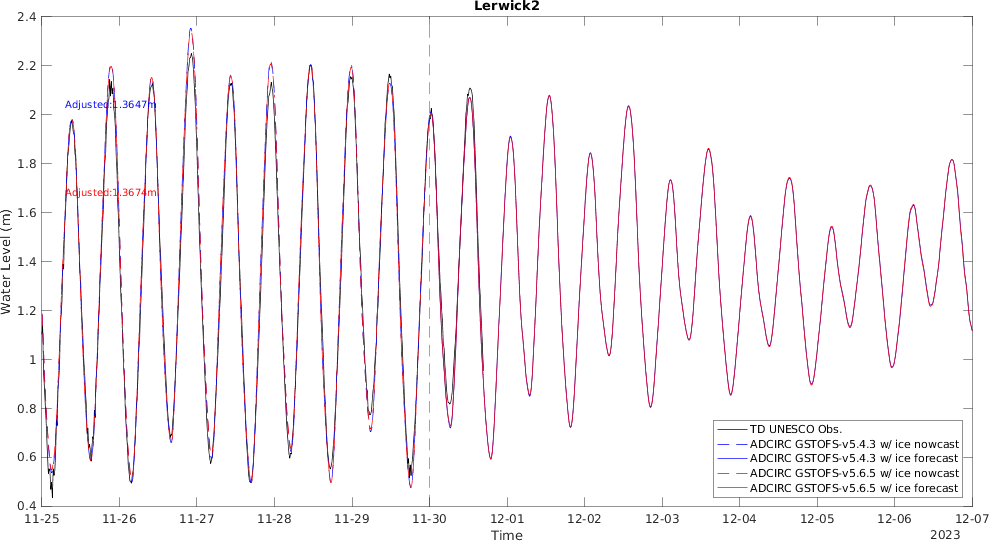 Lerwick2
Water Level (m)
2.4
2.2
2
1.8
1.6
1.4
1.2
1
0.8
0.6
0.4
Adjusted:1.3647m
Adjusted:1.3674m
TD UNESCO Obs.
ADCIRC GSTOFS-v5.4.3 w/ ice nowcast
ADCIRC GSTOFS-v5.4.3 w/ ice forecast
ADCIRC GSTOFS-v5.6.5 w/ ice nowcast
ADCIRC GSTOFS-v5.6.5 w/ ice forecast
11-25 11-26 11-27 11-28 11-29 11-30 12-01 12-02 12-03 12-04 12-05 12-06 12-07
Time
2023